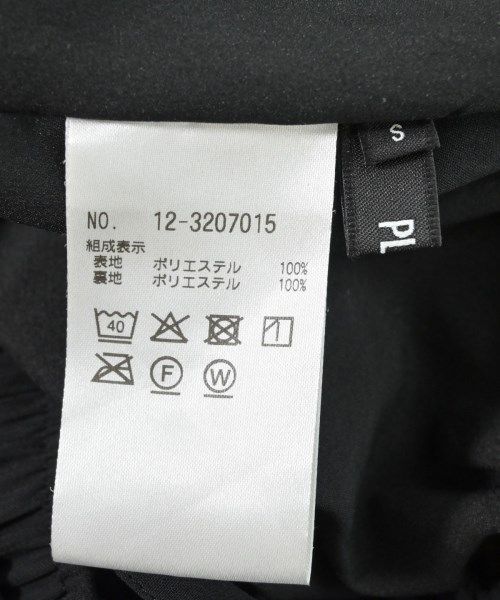 NO. 12-3207015
組成表示
表地 ポリエステル 100%
裏地 ポリエステル 100%
40
F W
S
PL